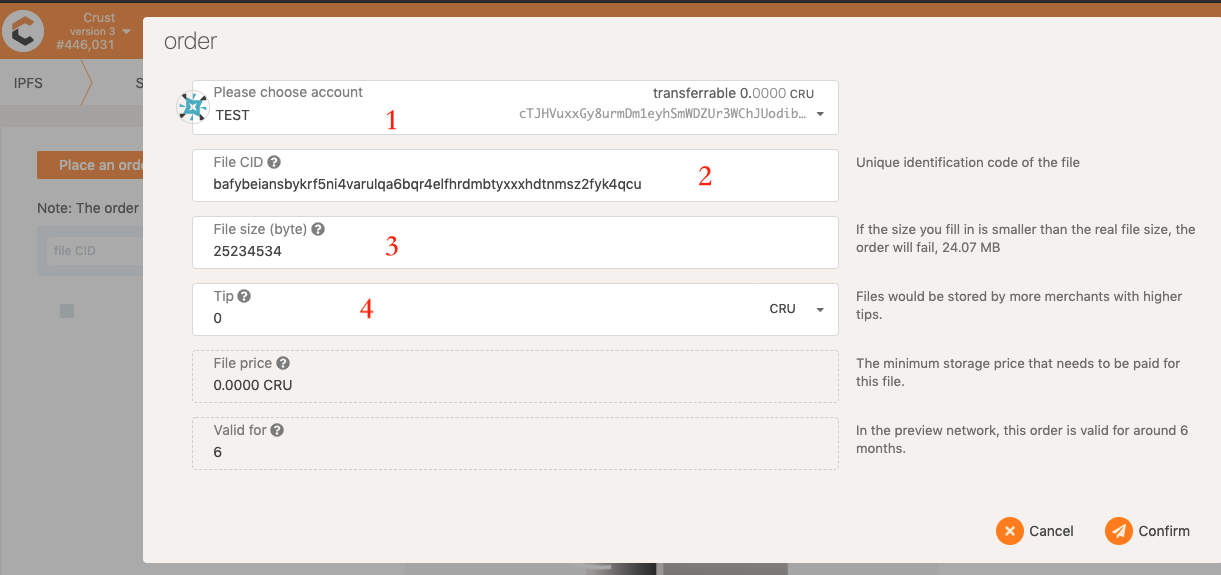 Crust
version 3
#446,031
order
IPFS
S
Please choose account
transferrable 0.0000 CRU
TEST
1
cTJHVuxxGy8urmDm1eyhSmWDZUr3WChJUodib…
Place an orde
File CID
bafybeiansbykrf5ni4varulqa6bqr4elfhrdmbtyxxxhdtnmsz2fyk4qcu
2
Unique identification code of the file
Note: The order
file CID
File size (byte)
25234534
3
If the size you fill in is smaller than the real file size, the
order will fail, 24.07 MB
Tip
0
4
CRU
Files would be stored by more merchants with higher
tips.
File price
0.0000 CRU
The minimum storage price that needs to be paid for
this file.
Valid for
6
In the preview network, this order is valid for around 6
months.
Cancel
Confirm